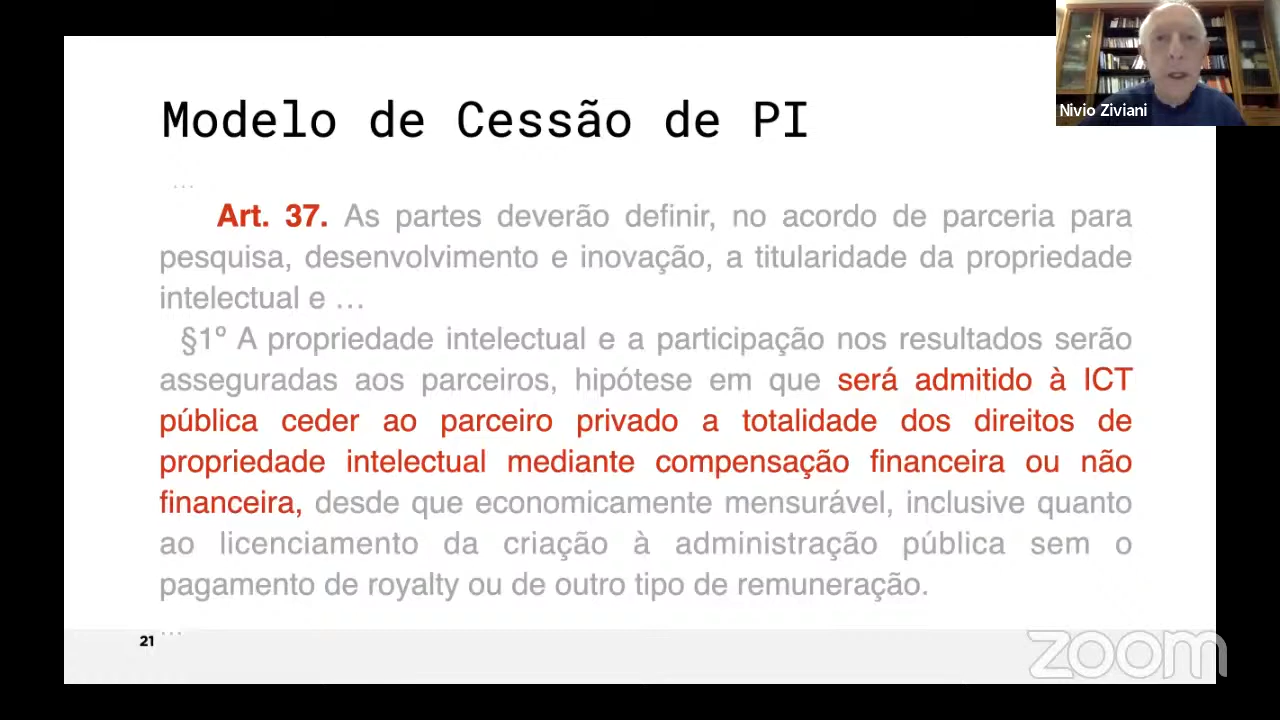 Nivio Ziviani
Modelo de Cessão de PI
...
Art. 37. As partes deverão definir, no acordo de parceria para
pesquisa, desenvolvimento e inovação, a titularidade da propriedade
intelectual e ...
§1º A propriedade intelectual e a participação nos resultados serão
asseguradas aos parceiros, hipótese em que será admitido à ICT
pública ceder ao parceiro privado a totalidade dos direitos de
propriedade intelectual mediante compensação financeira ou não
financeira, desde que economicamente mensurável, inclusive quanto
ao licenciamento da criação à administração pública sem o
pagamento de royalty ou de outro tipo de remuneração.
...
21
zoom